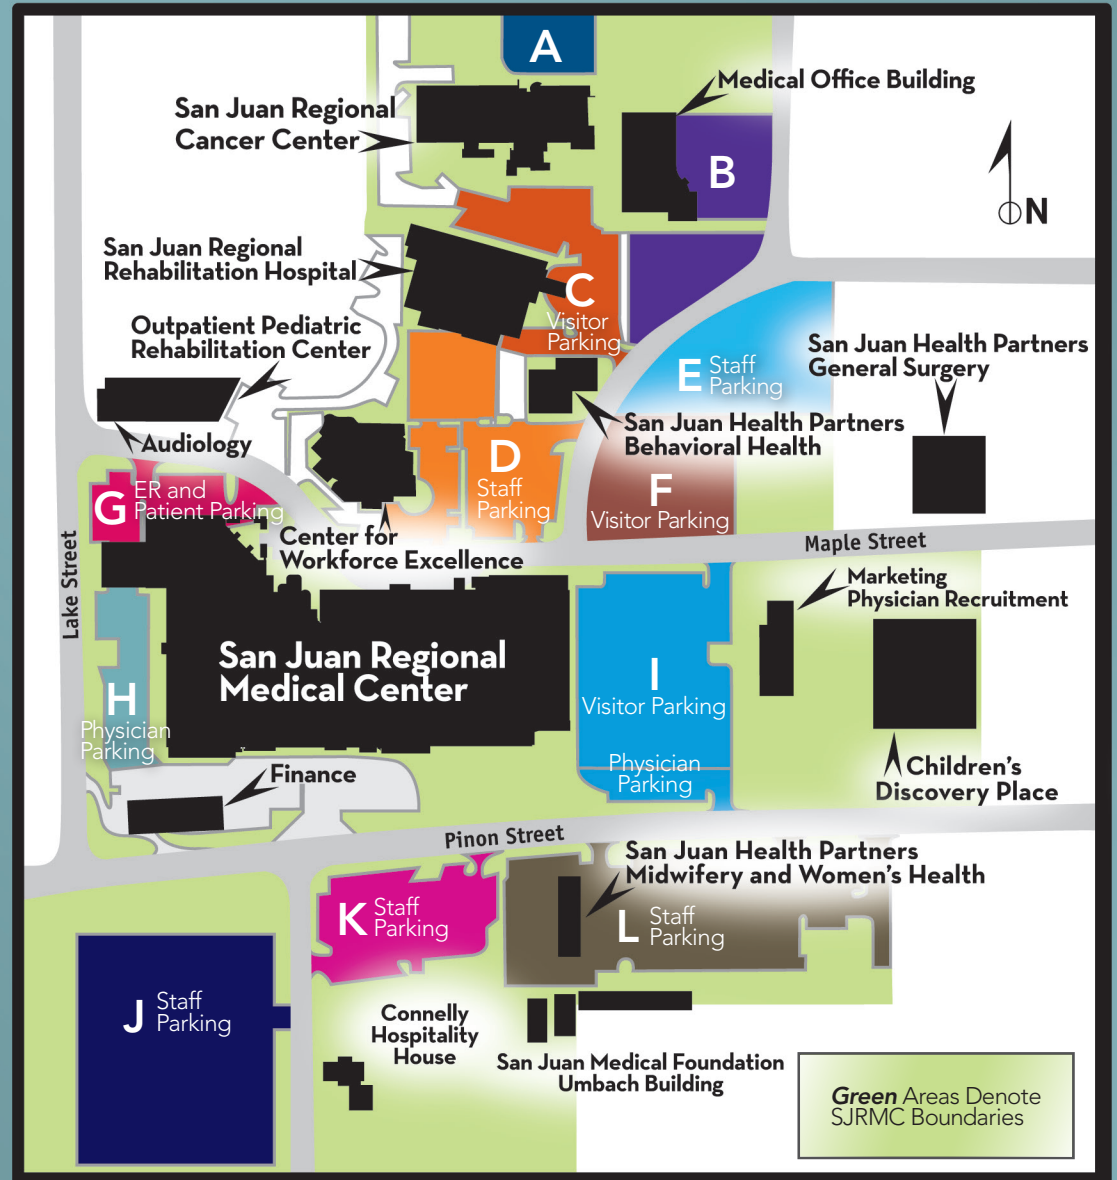 A
Medical Office Building
San Juan Regional
Cancer Center
B
N
San Juan Regional
Rehabilitation Hospital
C
Visitor
Parking
Outpatient Pediatric
Rehabilitation Center
San Juan Health Partners
General Surgery
E Staff
Parking
San Juan Health Partners
Behavioral Health
Audiology
D
Staff
Parking
F
Visitor Parking
G ER and
Patient Parking
Center for
Workforce Excellence
Maple Street
Lake Street
Marketing
Physician Recruitment
San Juan Regional
Medical Center
H
Physician
Parking
I
Visitor Parking
Physician
Parking
Finance
Children's
Discovery Place
Pinon Street
San Juan Health Partners
Midwifery and Women's Health
K Staff
Parking
L Staff
Parking
J Staff
Parking
Connelly
Hospitality
House
San Juan Medical Foundation
Umbach Building
Green Areas Denote
SJRMC Boundaries